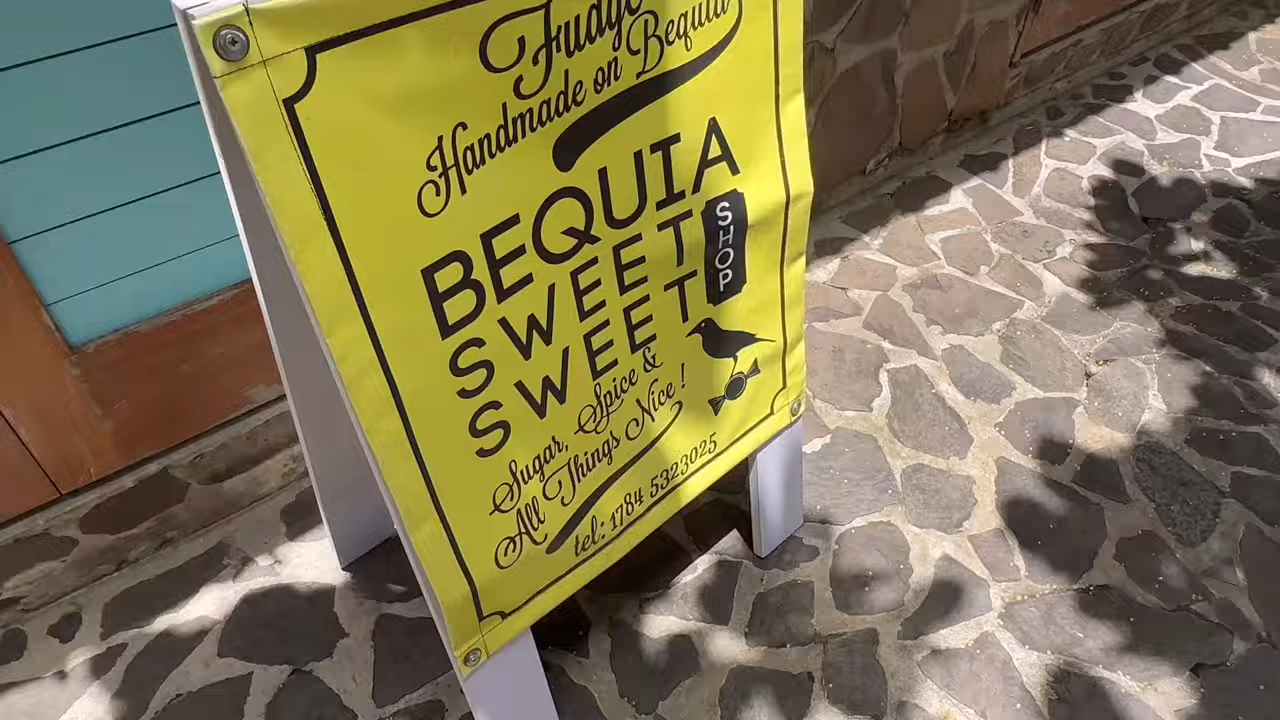 Fudge
Handmade on Bequia
BEQUIA
SWEET
SWEET
SHOP
Sugar, Spice &
All Things Nice !
tel: 1784 5323025